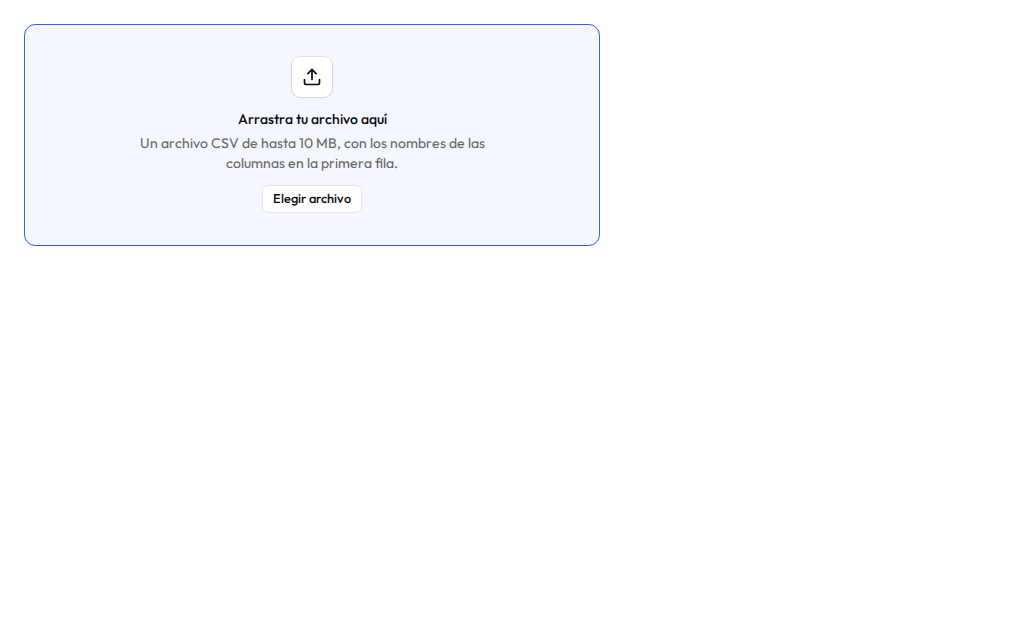 Arrastra tu archivo aquí
Un archivo CSV de hasta 10 MB, con los nombres de las
columnas en la primera fila.
Elegir archivo